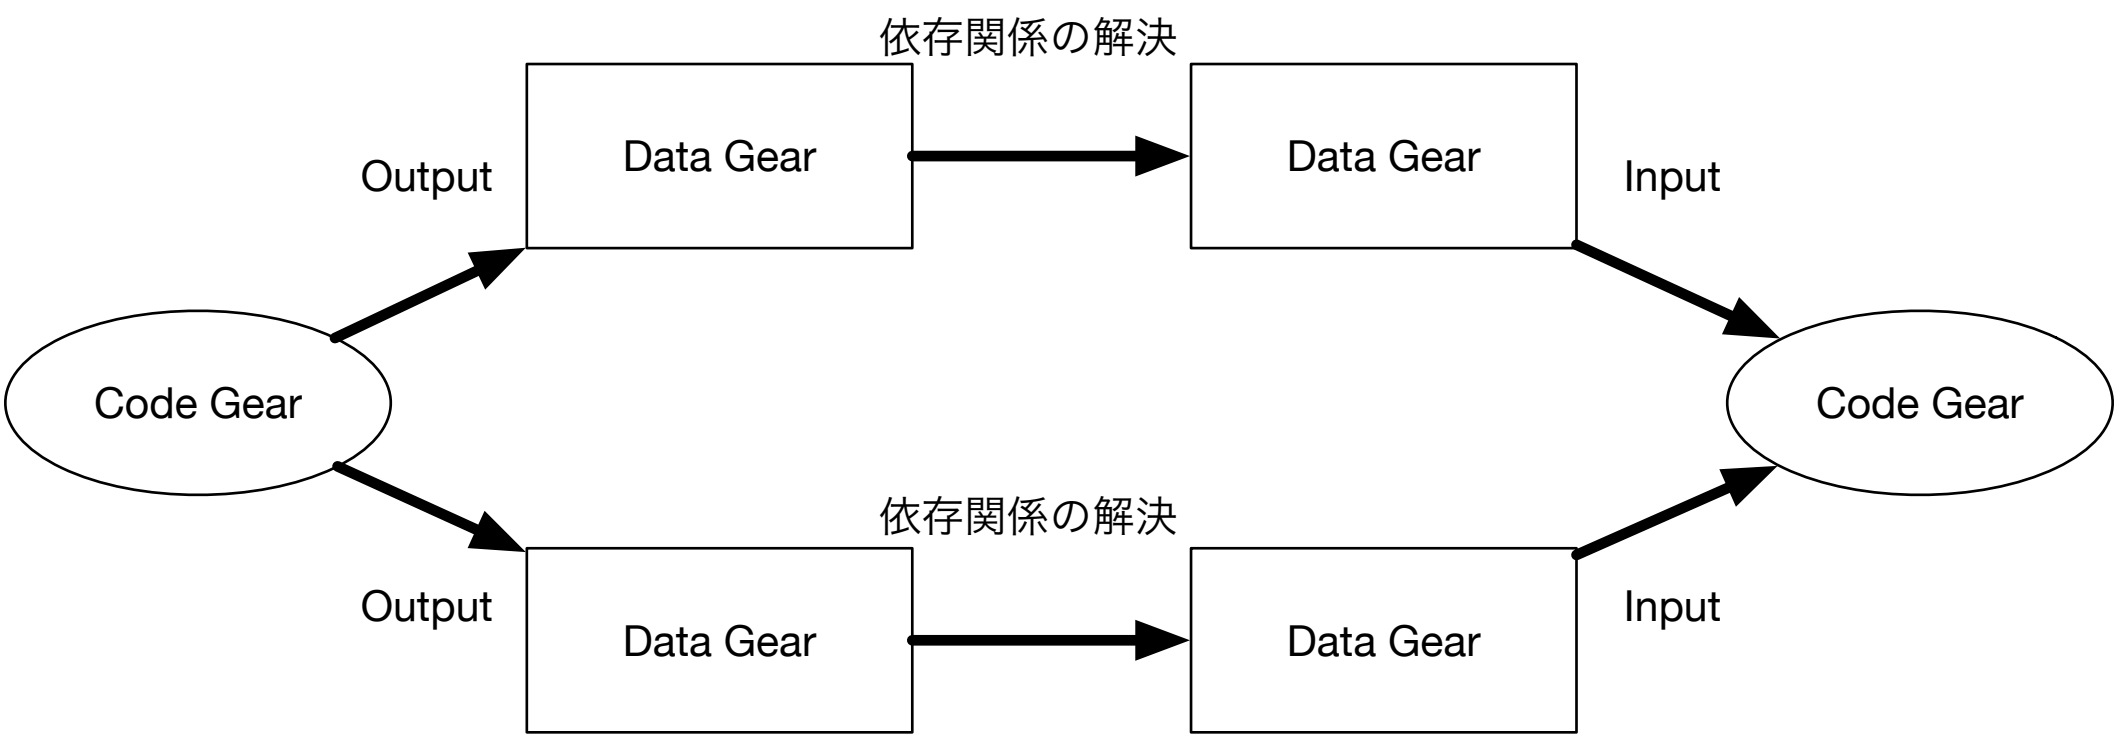 依存関係の解決
Data Gear
Data Gear
Output
Input
Code Gear
Code Gear
依存関係の解決
Output
Input
Data Gear
Data Gear